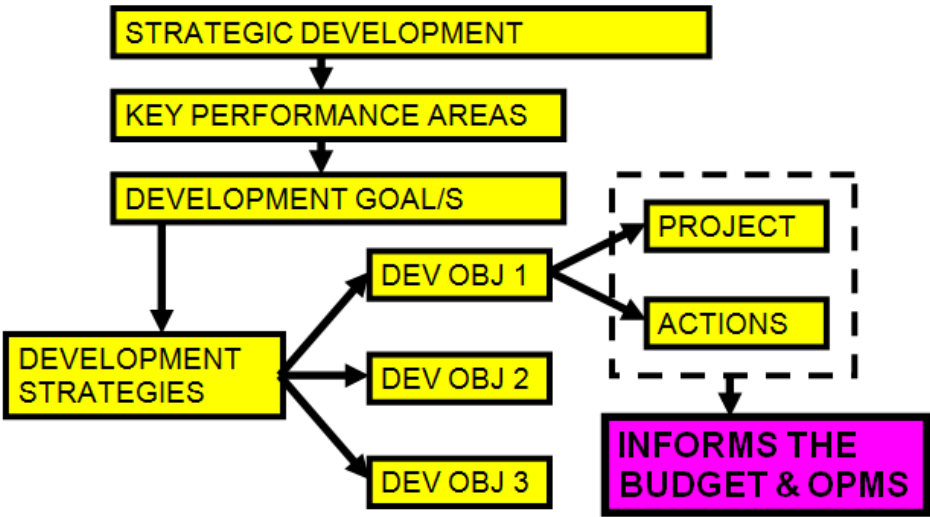 STRATEGIC DEVELOPMENT
KEY PERFORMANCE AREAS
DEVELOPMENT GOAL/S
PROJECT
DEV OBJ 1
ACTIONS
DEVELOPMENT
STRATEGIES
DEV OBJ 2
DEV OBJ 3
INFORMS THE
BUDGET & OPMS